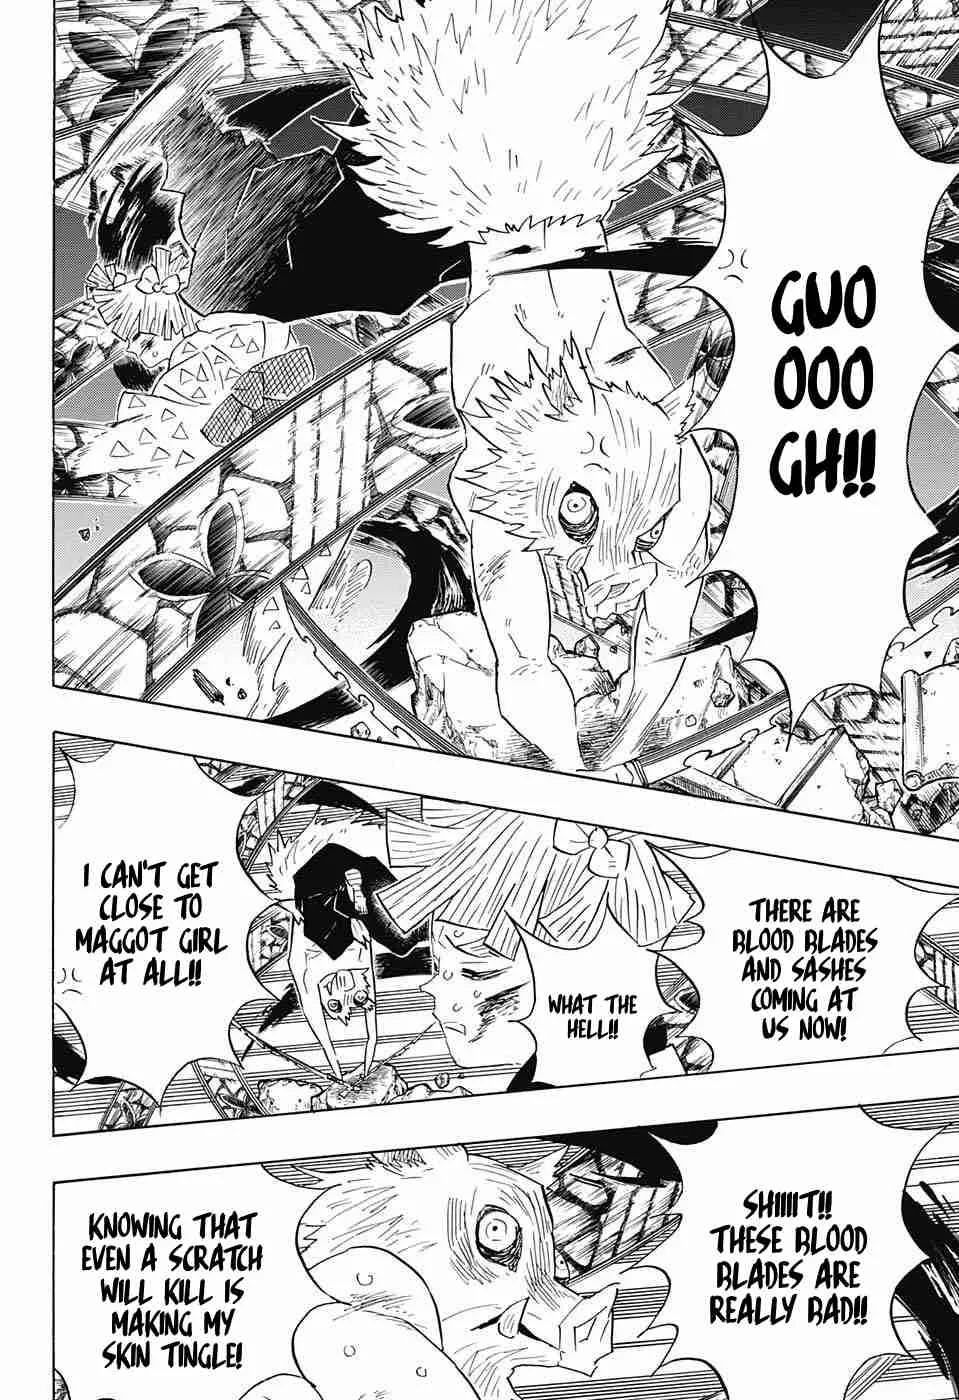 GUO
OOO
GH!!
THERE ARE
BLOOD BLADES
AND SASHES
COMING AT
US NOW!
WHAT THE
HELL!!
I CAN'T GET
CLOSE TO
MAGGOT GIRL
AT ALL!!
SHIIIIT!!
THESE BLOOD
BLADES ARE
REALLY BAD!!
KNOWING THAT
EVEN A SCRATCH
WILL KILL IS
MAKING MY
SKIN TINGLE!